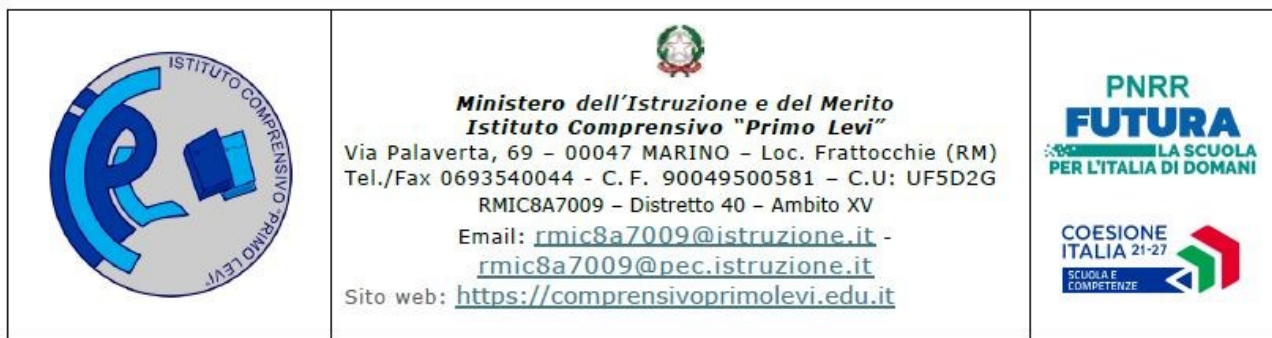 ISTITUTO COMPRENSIVO "PRIMO LEVI"
Ministero dell'Istruzione e del Merito
Istituto Comprensivo "Primo Levi"
Via Palaverta, 69 – 00047 MARINO – Loc. Frattocchie (RM)
Tel./Fax 0693540044 - C.F. 90049500581 – C.U: UF5D2G
RMIC8A7009 – Distretto 40 – Ambito XV
Email: rmic8a7009@istruzione.it -
rmic8a7009@pec.istruzione.it
Sito web: https://comprensivoprimolevi.edu.it
PNRR
FUTURA
LA SCUOLA
PER L'ITALIA DI DOMANI
COESIONE
ITALIA 21-27
SCUOLA E
COMPETENZE